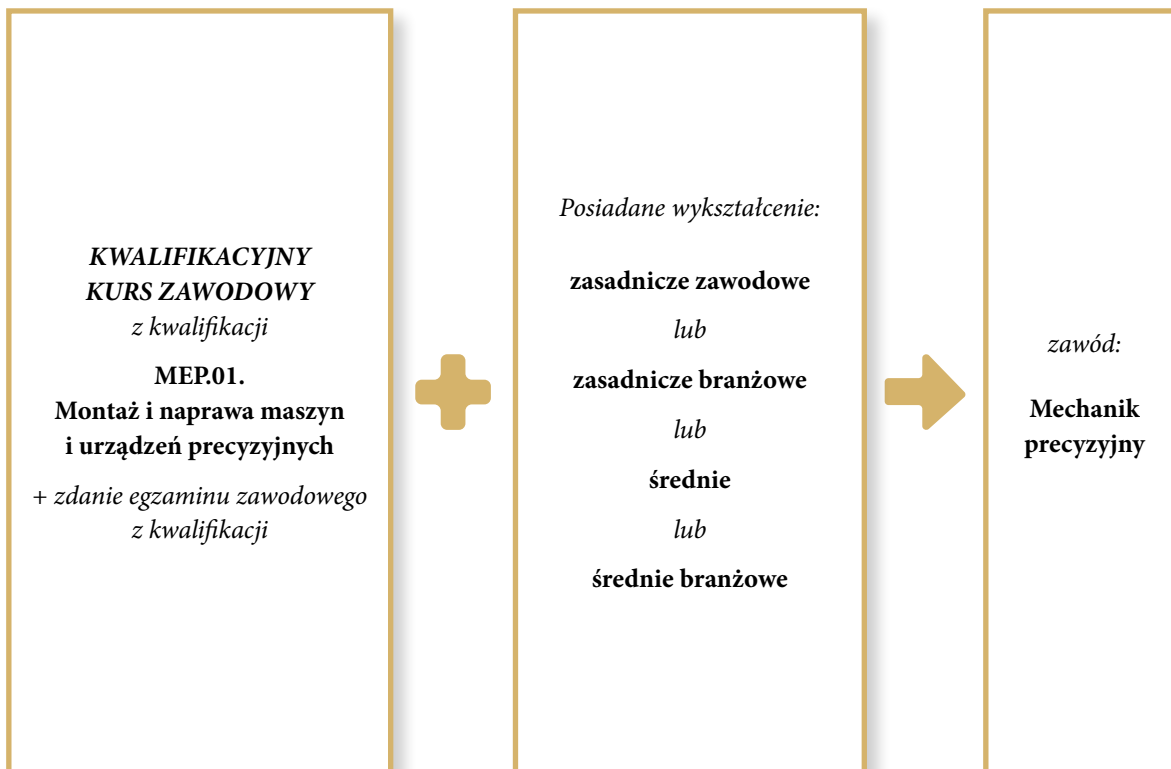 KWALIFIKACYJNY
KURS ZAWODOWY
z kwalifikacji
MEP.01.
Montaż i naprawa maszyn
i urządzeń precyzyjnych
+ zdanie egzaminu zawodowego
z kwalifikacji
Posiadane wykształcenie:
zasadnicze zawodowe
lub
zasadnicze branżowe
lub
średnie
lub
średnie branżowe
zawód:
Mechanik
precyzyjny